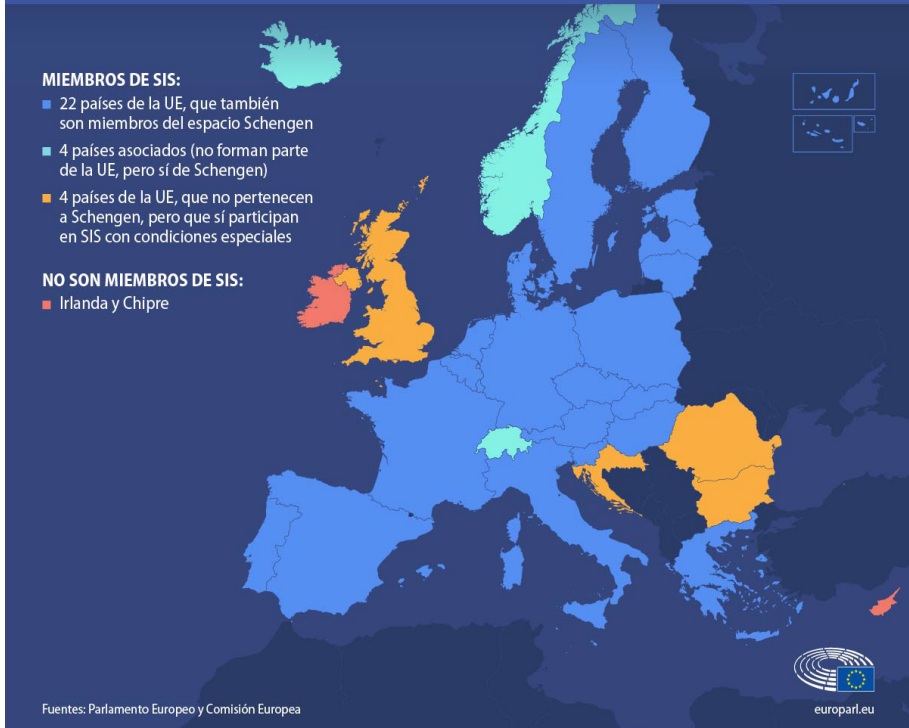 MIEMBROS DE SIS:
22 países de la UE, que también
son miembros del espacio Schengen
4 países asociados (no forman parte
de la UE, pero sí de Schengen)
4 países de la UE, que no pertenecen
a Schengen, pero que sí participan
en SIS con condiciones especiales
NO SON MIEMBROS DE SIS:
Irlanda y Chipre
Fuentes: Parlamento Europeo y Comisión Europea
europarl.eu